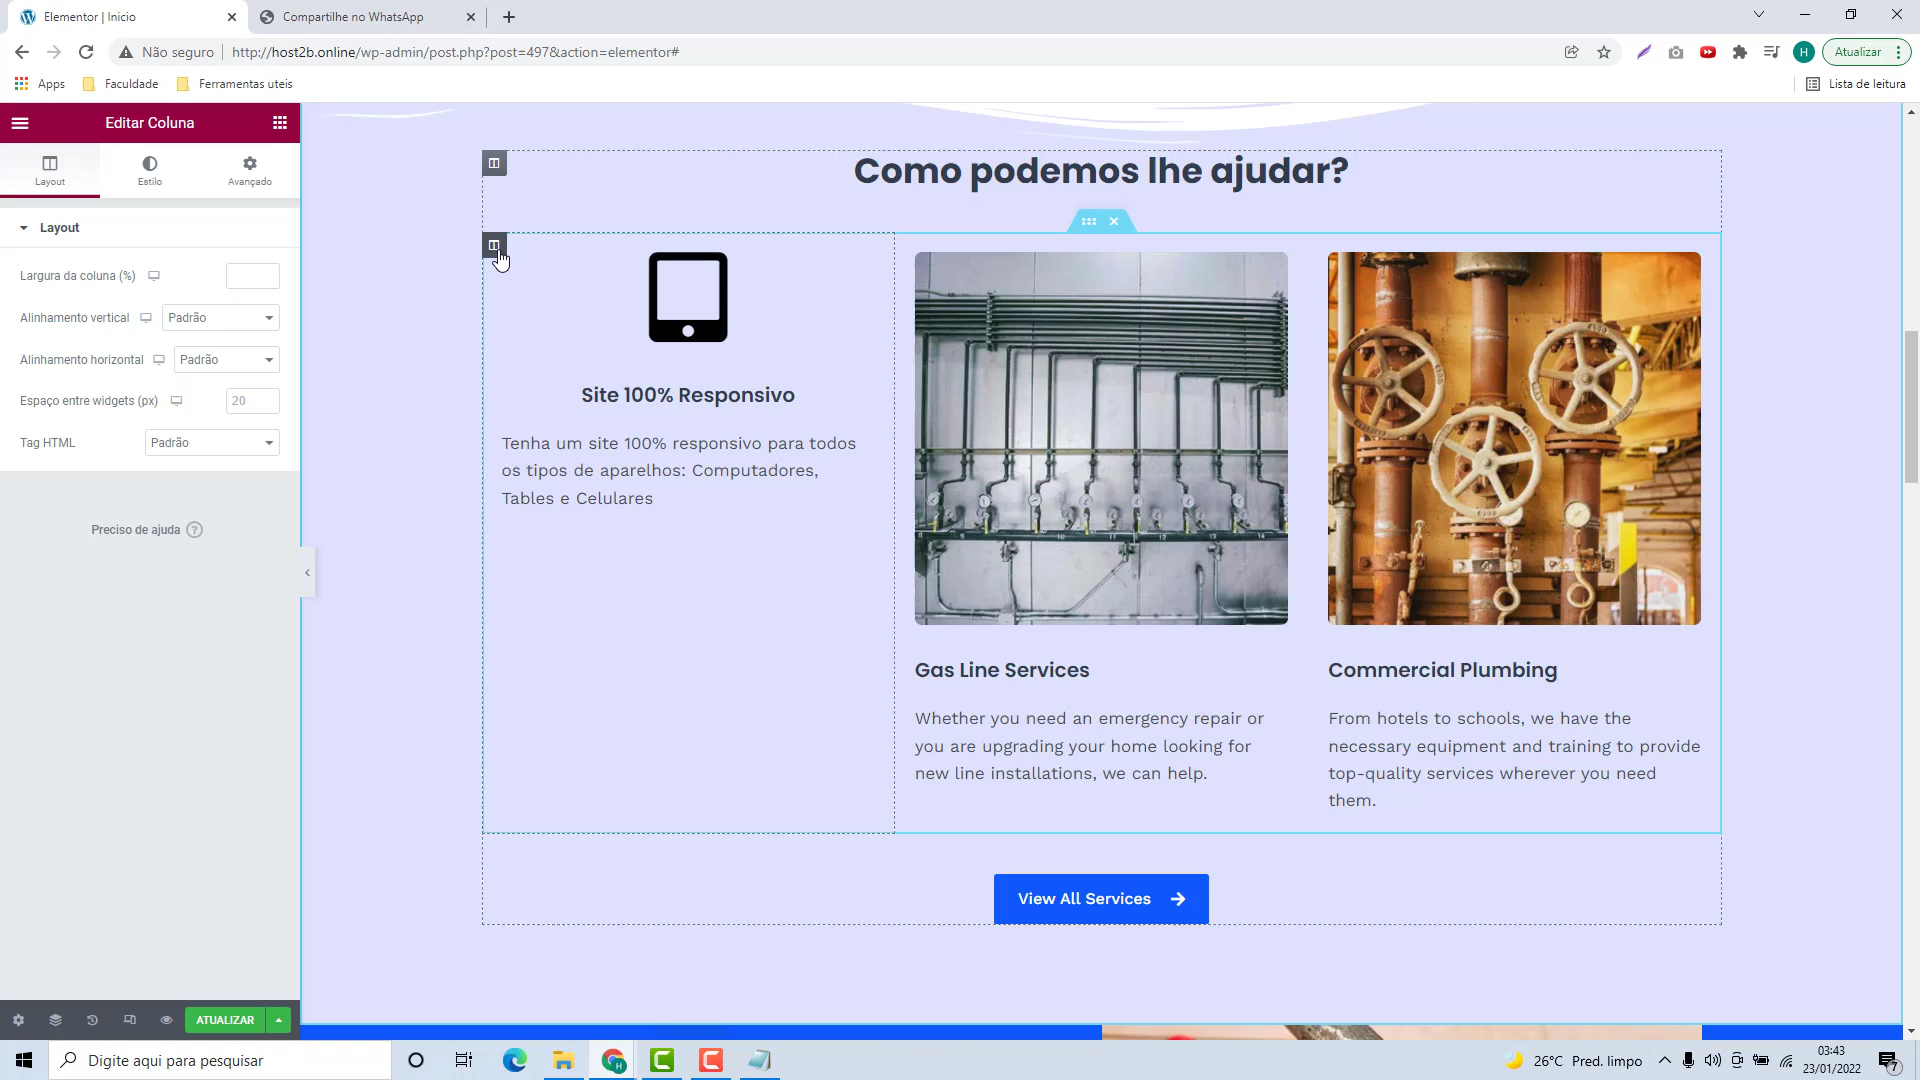 Elementor | Inicio
Compartilhe no WhatsApp
Não seguro
http://host2b.online/wp-admin/post.php?post=497&action=elementor#
H
Atualizar
Apps
Faculdade
Ferramentas uteis
Lista de leitura
Editar Coluna
Layout
Estilo
Avançado
Layout
Largura da coluna (%)
Alinhamento vertical
Padrão
Alinhamento horizontal
Padrão
Espaço entre widgets (px)
20
Tag HTML
Padrão
Preciso de ajuda
ATUALIZAR
Como podemos lhe ajudar?
Site 100% Responsivo
Tenha um site 100% responsivo para todos
os tipos de aparelhos: Computadores,
Tables e Celulares
Gas Line Services
Whether you need an emergency repair or
you are upgrading your home looking for
new line installations, we can help.
Commercial Plumbing
From hotels to schools, we have the
necessary equipment and training to provide
top-quality services wherever you need
them.
View All Services
Digite aqui para pesquisar
26°C Pred. limpo
03:43
23/01/2022
7